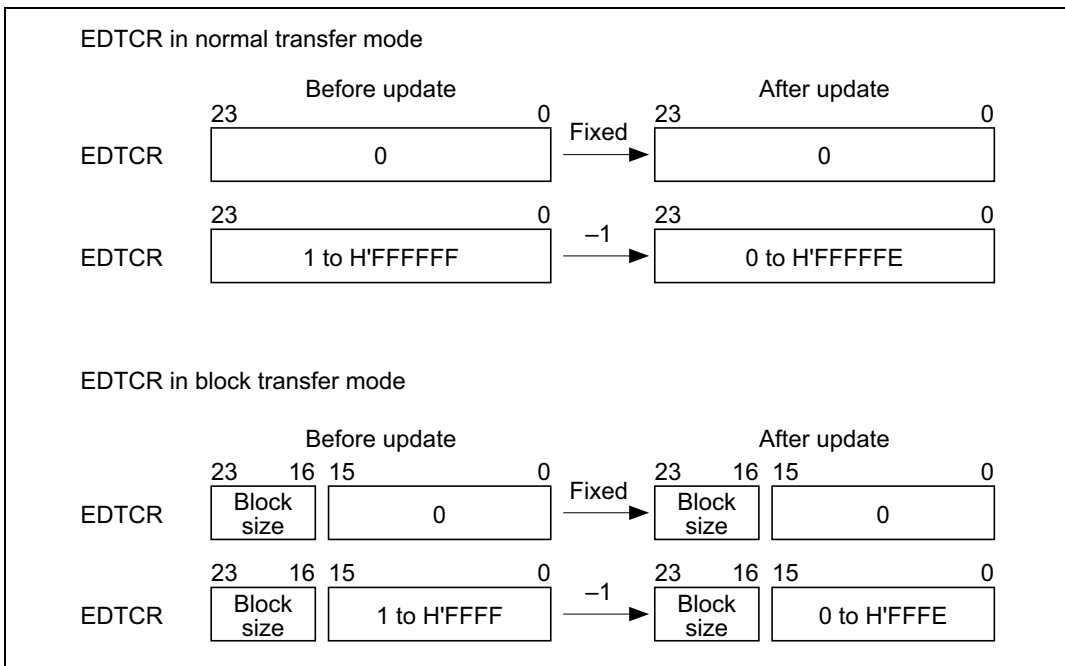 EDTCR in normal transfer mode
Before update After update
23 0 Fixed 23 0
EDTCR 0 0
23 0 –1 23 0
EDTCR 1 to H'FFFFFF 0 to H'FFFFFE
EDTCR in block transfer mode
Before update After update
23 16 15 0 Fixed 23 16 15 0
EDTCR Block size 0 Block size 0
23 16 15 0 –1 23 16 15 0
EDTCR Block size 1 to H'FFFF Block size 0 to H'FFFE